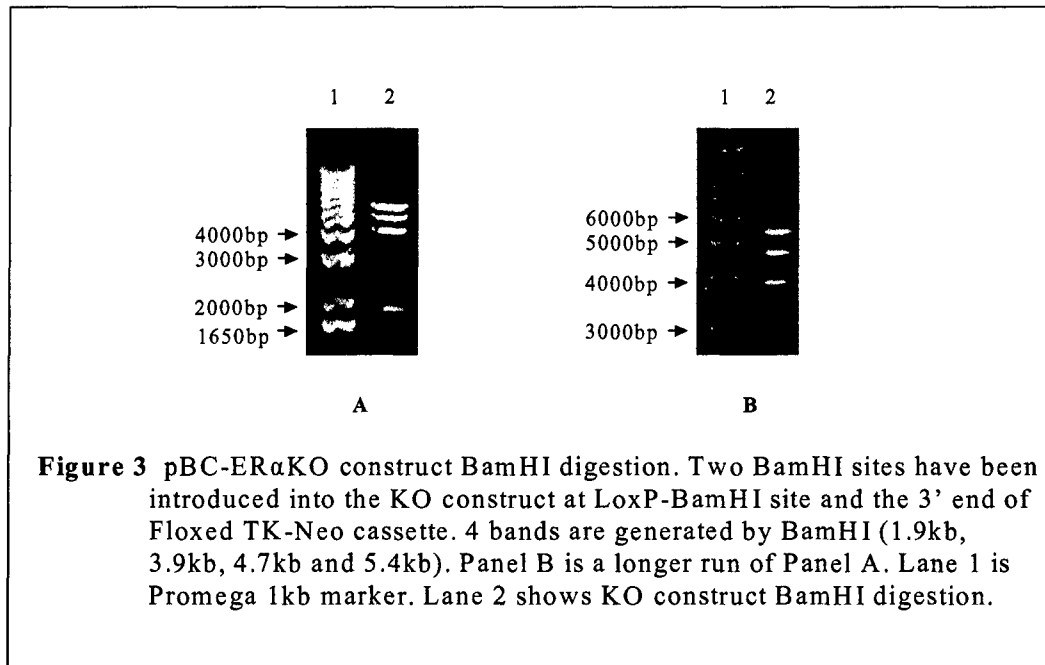 1 2
1 2
4000bp
3000bp
2000bp
1650bp
6000bp
5000bp
4000bp
3000bp
A
B
Figure 3 pBC-ERαKO construct BamHI digestion. Two BamHI sites have been
introduced into the KO construct at LoxP-BamHI site and the 3’ end of
Floxed TK-Neo cassette. 4 bands are generated by BamHI (1.9kb,
3.9kb, 4.7kb and 5.4kb). Panel B is a longer run of Panel A. Lane 1 is
Promega 1kb marker. Lane 2 shows KO construct BamHI digestion.